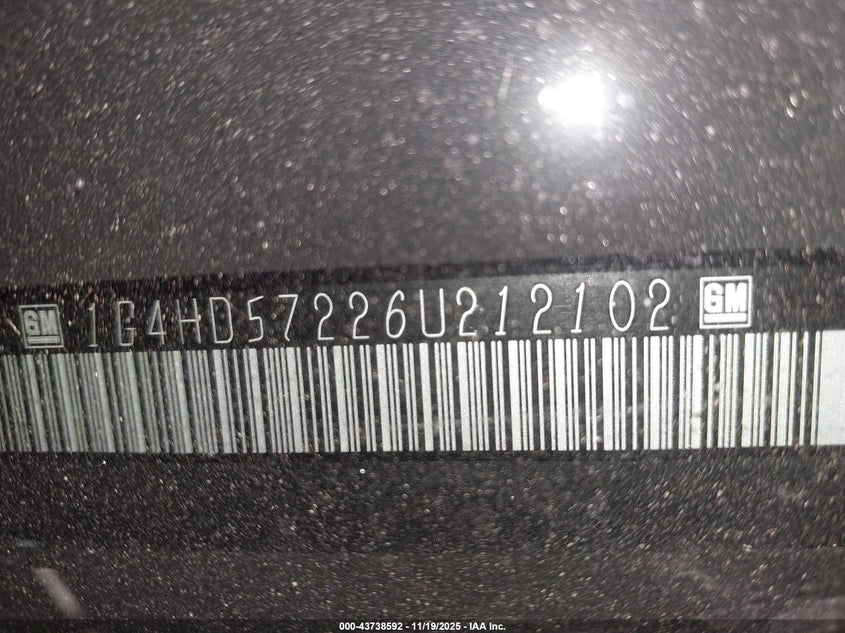 GM 1G4HD57226U212102 GM
000-43738592 - 11/19/2025 - IAA Inc.